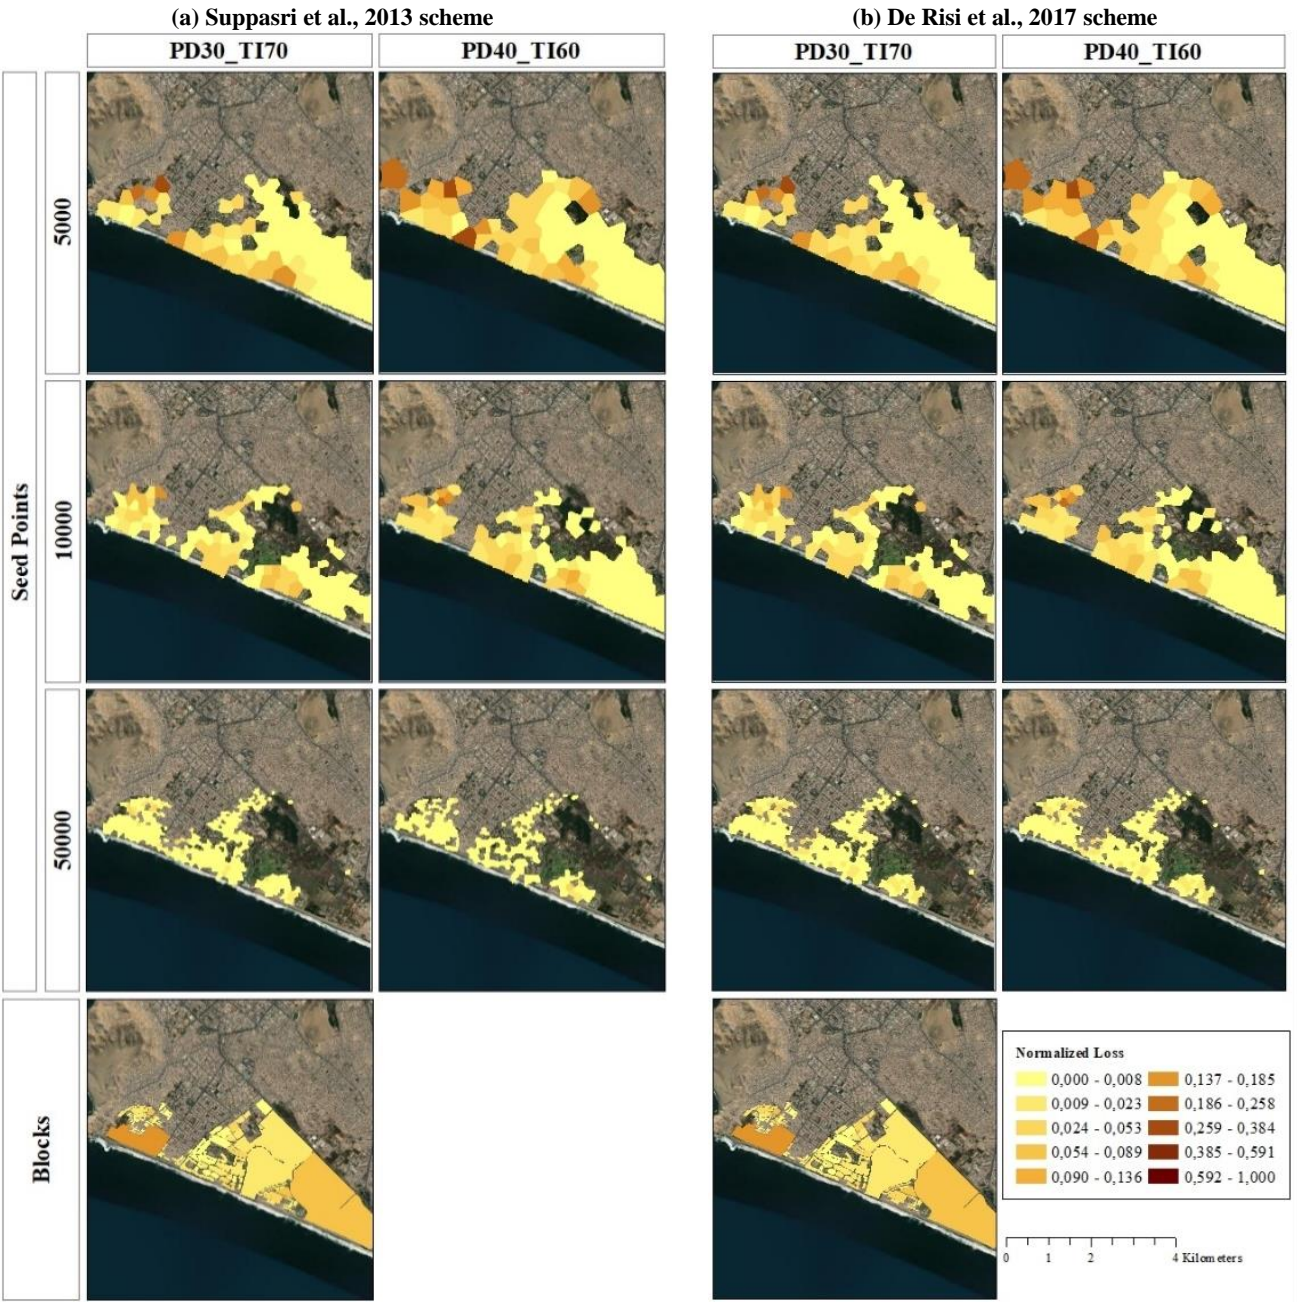 (a) Suppasri et al., 2013 scheme
(b) De Risi et al., 2017 scheme
PD30_TI70
PD40_TI60
PD30_TI70
PD40_TI60
Seed Points
5000
10000
50000
Blocks
Normalized Loss
0,000 - 0,008
0,009 - 0,023
0,024 - 0,053
0,054 - 0,089
0,090 - 0,136
0,137 - 0,185
0,186 - 0,258
0,259 - 0,384
0,385 - 0,591
0,592 - 1,000
0 1 2 4 Kilometers